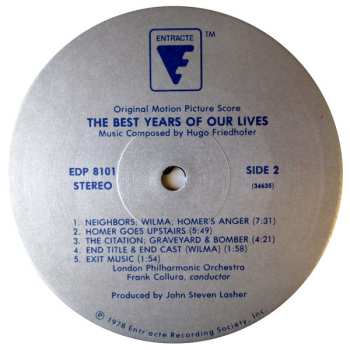 ENTRACTE TM
Original Motion Picture Score
THE BEST YEARS OF OUR LIVES
Music Composed by Hugo Friedhofer
EDP 8101
STEREO
SIDE 2
(34635)
1. NEIGHBORS; WILMA; HOMER'S ANGER (7:31)
2. HOMER GOES UPSTAIRS (5:49)
3. THE CITATION; GRAVEYARD & BOMBER (4:21)
4. END TITLE & END CAST (WILMA) (1:58)
5. EXIT MUSIC (1:54)
London Philharmonic Orchestra
Frank Collura, conductor
Produced by John Steven Lasher
℗ 1978 Entr'acte Recording Society, Inc.